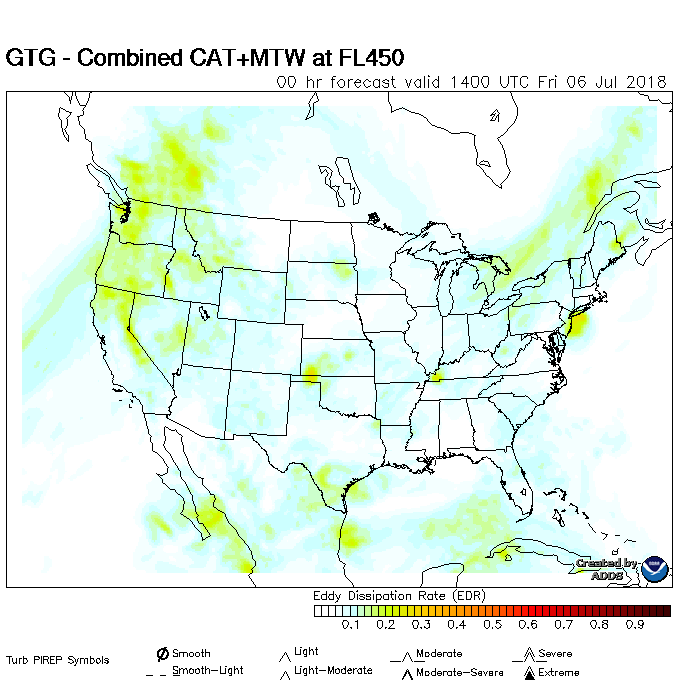 GTG - Combined CAT+MTW at FL450
00 hr forecast valid 1400 UTC Fri 06 Jul 2018
Created by
ADDS
Eddy Dissipation Rate (EDR)
0.1 0.2 0.3 0.4 0.5 0.6 0.7 0.8 0.9
Turb PIREP Symbols
Smooth Light Moderate Severe
Smooth-Light Light-Moderate Moderate-Severe Extreme